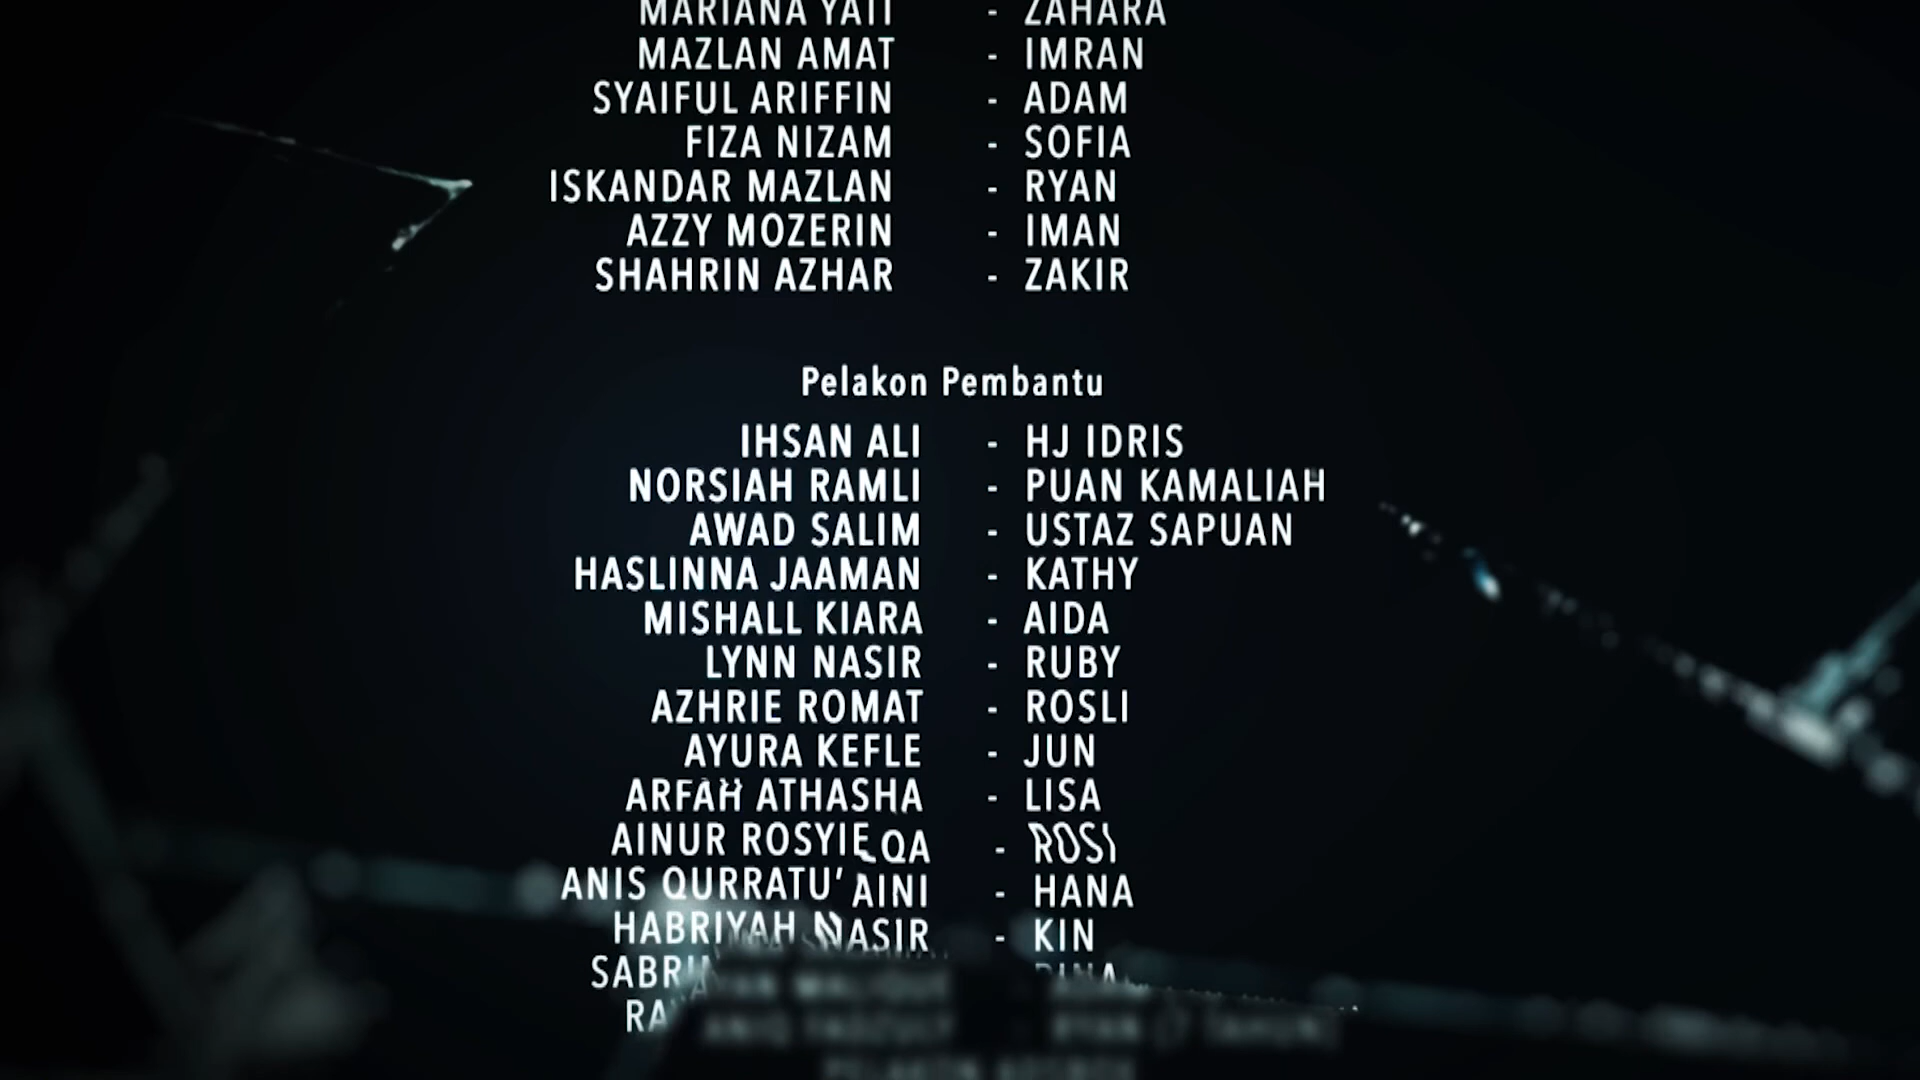 MARIANA YATI - ZAHARA
MAZLAN AMAT - IMRAN
SYAIFUL ARIFFIN - ADAM
FIZA NIZAM - SOFIA
ISKANDAR MAZLAN - RYAN
AZZY MOZERIN - IMAN
SHAHRIN AZHAR - ZAKIR
Pelakon Pembantu
IHSAN ALI - HJ IDRIS
NORSIAH RAMLI - PUAN KAMALIAH
AWAD SALIM - USTAZ SAPUAN
HASLINNA JAAMAN - KATHY
MISHALL KIARA - AIDA
LYNN NASIR - RUBY
AZHRIE ROMAT - ROSLI
AYURA KEFLE - JUN
ARFAH ATHASHA - LISA
AINUR - ROSI
ANIS QURRATU' AINI - HANA
HABRIYAH NASIR - KIN